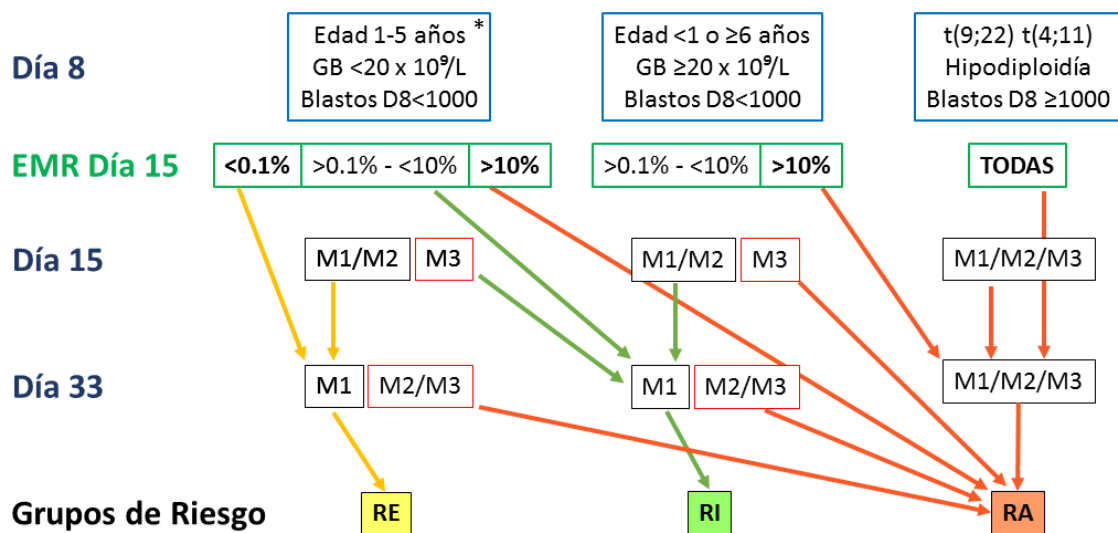 Día 8
Edad 1-5 años *
GB <20 x 10⁹/L
Blastos D8<1000
Edad <1 o ≥6 años
GB ≥20 x 10⁹/L
Blastos D8<1000
t(9;22) t(4;11)
Hipodiploidía
Blastos D8 ≥1000
EMR Día 15
<0.1% >0.1% - <10% >10%
>0.1% - <10% >10%
TODAS
Día 15
M1/M2 M3
M1/M2 M3
M1/M2/M3
Día 33
M1 M2/M3
M1 M2/M3
M1/M2/M3
Grupos de Riesgo
RE
RI
RA